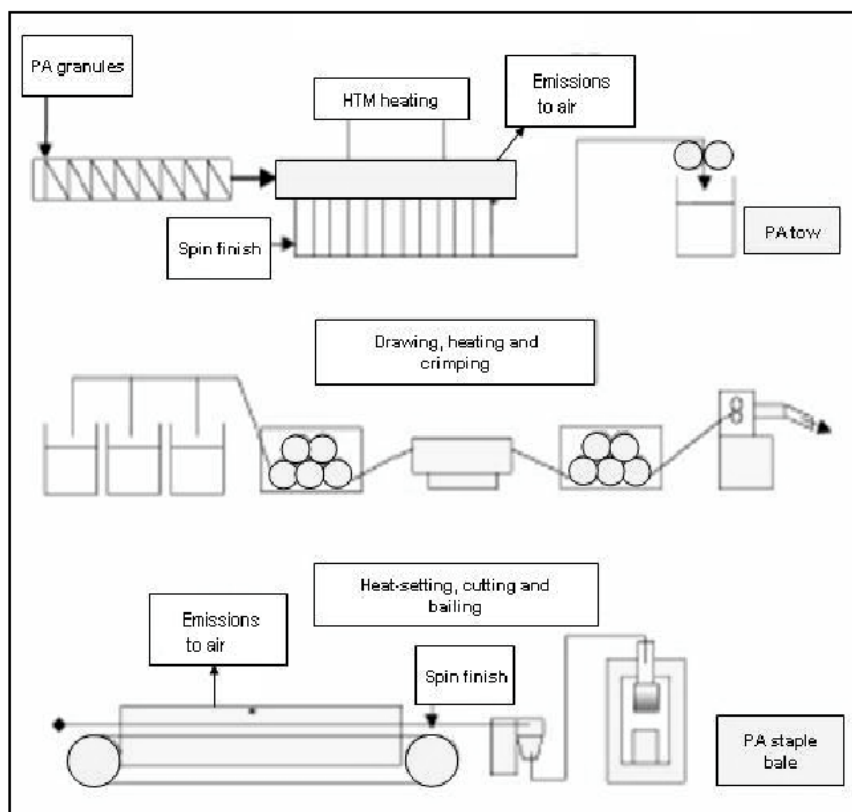 PA granules
HTM heating
Emissions
to air
Spin finish
PA tow
Drawing, heating and
crimping
Heat-setting, cutting and
bailing
Emissions
to air
Spin finish
PA staple
bale